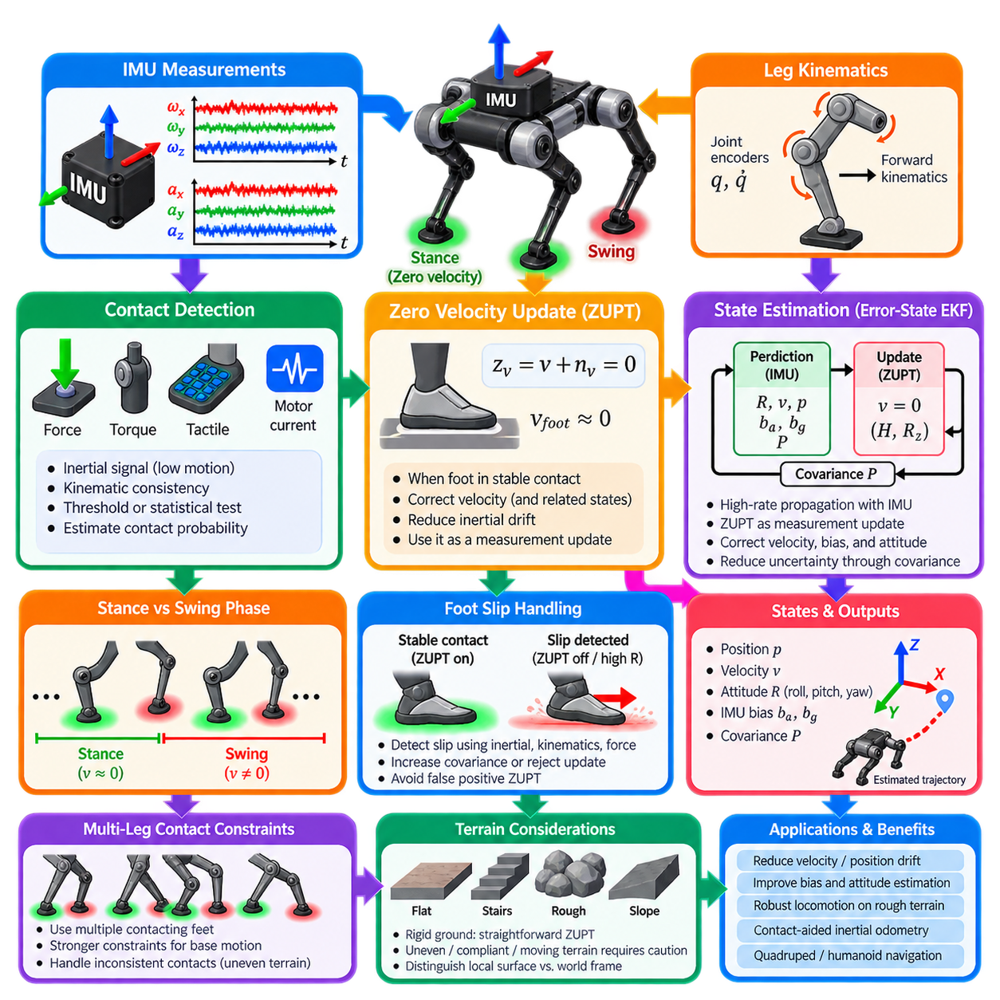 IMU Measurements
IMU
ωx
ωy
ωz
t
ax
ay
az
t
IMU
Stance
(Zero velocity)
Swing
Leg Kinematics
Joint
encoders
q, q̇
Forward
kinematics
Contact Detection
Force
Torque
Tactile
Motor
current
• Inertial signal (low motion)
• Kinematic consistency
• Threshold or statistical test
• Estimate contact probability
Zero Velocity Update (ZUPT)
z_v = v + n_v = 0
v_foot ≈ 0
• When foot in stable contact
• Correct velocity (and related states)
• Reduce inertial drift
• Use it as a measurement update
State Estimation (Error-State EKF)
Perdiction
(IMU)
R, v, p
b_a, b_g
P
Update
(ZUPT)
v = 0
(H, R_z)
Covariance P
• High-rate propagation with IMU
• ZUPT as measurement update
• Correct velocity, bias, and attitude
• Reduce uncertainty through covariance
Stance vs Swing Phase
•••
•••
Stance
(v ≈ 0)
Swing
(v ≠ 0)
Foot Slip Handling
Stable contact
(ZUPT on)
Slip detected
(ZUPT off / high R)
• Detect slip using inertial, kinematics, force
• Increase covariance or reject update
• Avoid false positive ZUPT
States & Outputs
• Position p
• Velocity v
• Attitude R (roll, pitch, yaw)
• IMU bias b_a, b_g
• Covariance P
Z
X
Y
Estimated trajectory
Multi-Leg Contact Constraints
• Use multiple contacting feet
• Stronger constraints for base motion
• Handle inconsistent contacts (uneven terrain)
Terrain Considerations
Flat
Stairs
Rough
Slope
• Rigid ground: straightforward ZUPT
• Uneven / compliant / moving terrain requires caution
• Distinguish local surface vs. world frame
Applications & Benefits
Reduce velocity / position drift
Improve bias and attitude estimation
Robust locomotion on rough terrain
Contact-aided inertial odometry
Quadruped / humanoid navigation